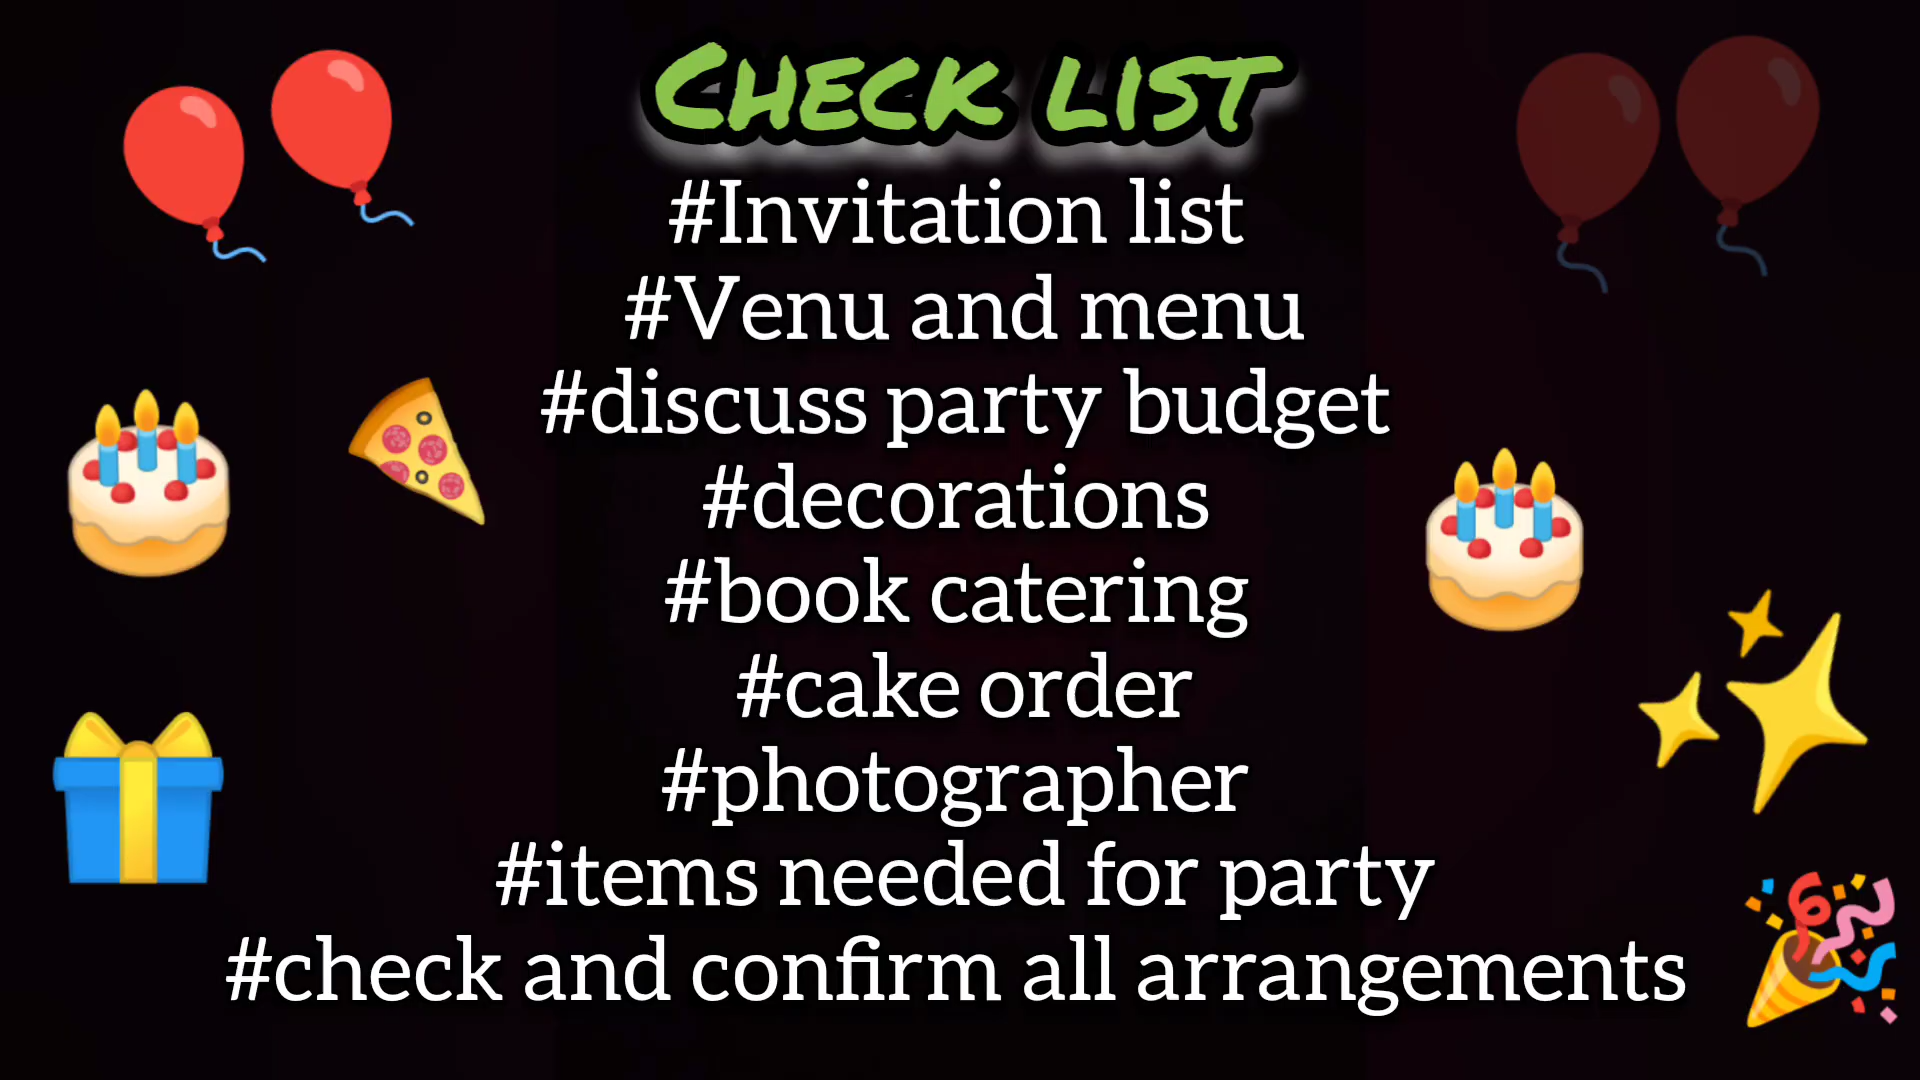 CHECK LIST
#Invitation list
#Venu and menu
#discuss party budget
#decorations
#book catering
#cake order
#photographer
#items needed for party
#check and confirm all arrangements